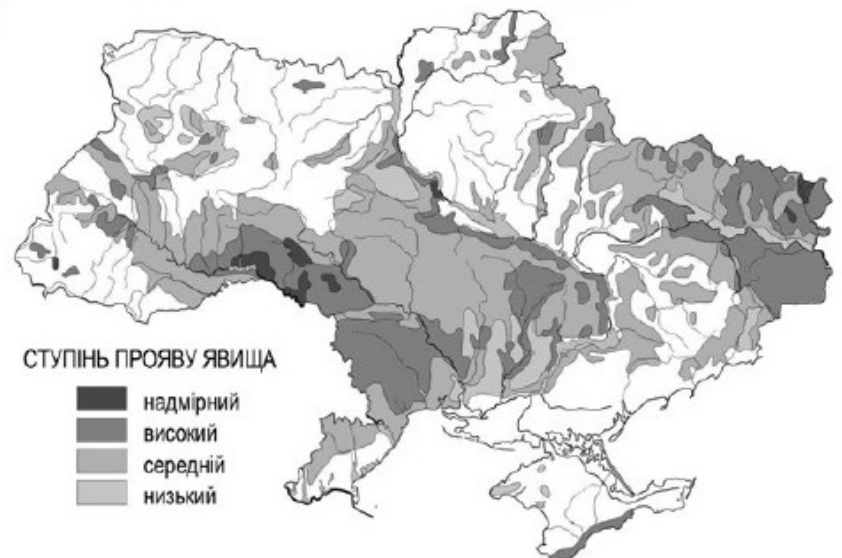 СТУПІНЬ ПРОЯВУ ЯВИЩА
надмірний
високий
середній
низький